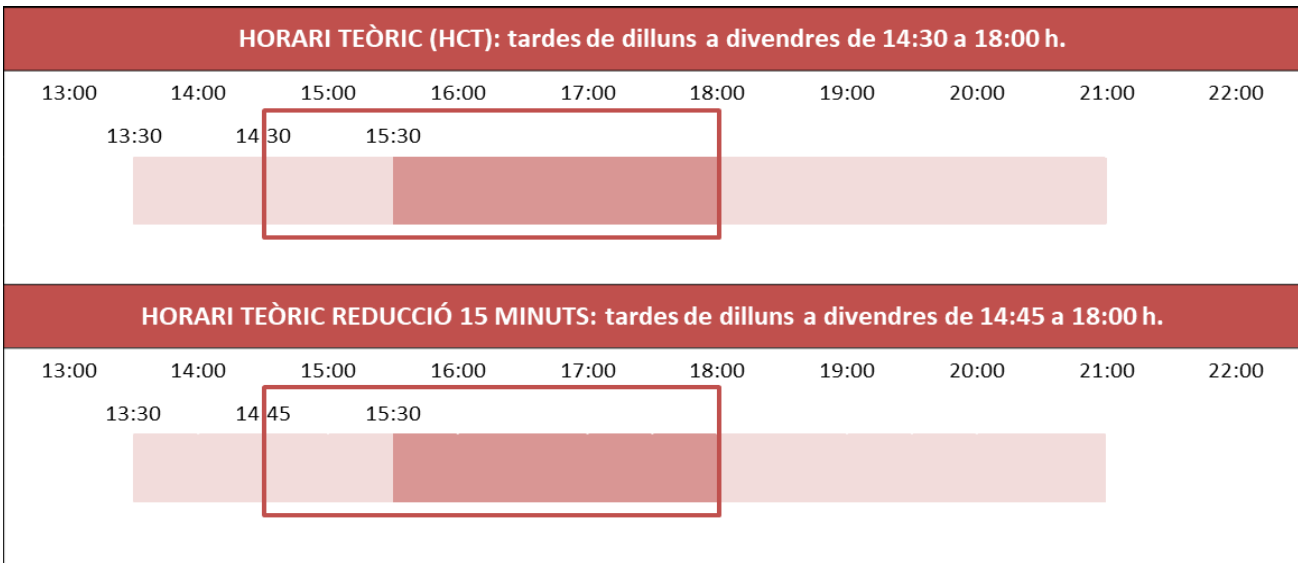 HORARI TEÒRIC (HCT): tardes de dilluns a divendres de 14:30 a 18:00 h.
13:00 14:00 15:00 16:00 17:00 18:00 19:00 20:00 21:00 22:00
13:30 14:30 15:30
HORARI TEÒRIC REDUCCIÓ 15 MINUTS: tardes de dilluns a divendres de 14:45 a 18:00 h.
13:00 14:00 15:00 16:00 17:00 18:00 19:00 20:00 21:00 22:00
13:30 14:45 15:30